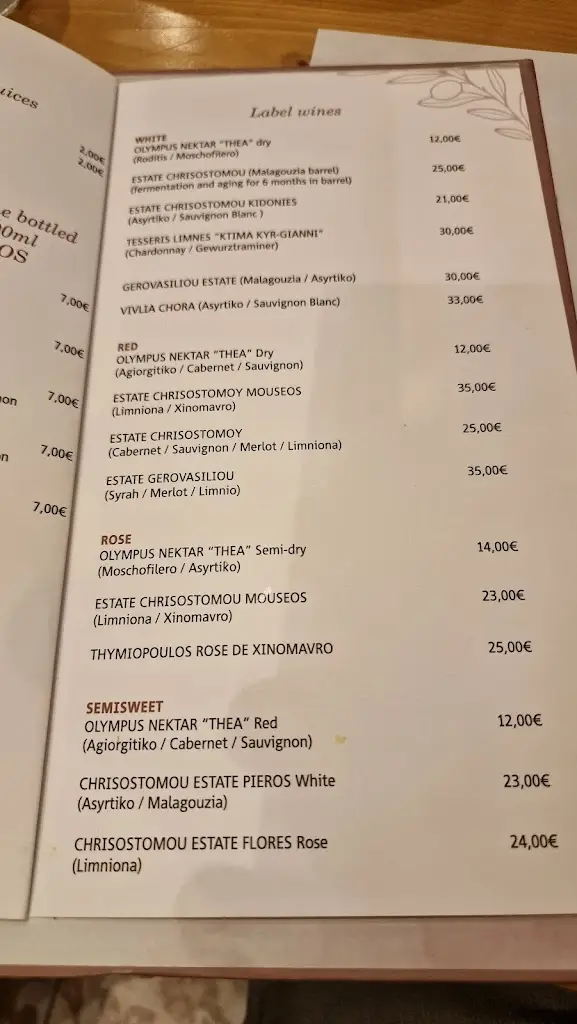 uices
2.00€
2.00€
e bottled
0ml
OS
7,00€
7,00€
on 7,00€
n 7,00€
7,00€
Label wines
WHITE
OLYMPUS NEKTAR "THEA" dry 12,00€
(Roditis / Moschofitero)
ESTATE CHRISOSTOMOU (Malagouzia barrel) 25,00€
(fermentation and aging for 6 months in barrel)
ESTATE CHRISOSTOMOU KIDONIES 21,00€
(Asyrtiko / Sauvignon Blanc )
TESSERIS LIMNES "KTIMA KYR-GIANNI" 30,00€
(Chardonnay / Gewurztraminer)
GEROVASILIOU ESTATE (Malagouzia / Asyrtiko) 30,00€
VIVLIA CHORA (Asyrtiko / Sauvignon Blanc) 33,00€
RED
OLYMPUS NEKTAR "THEA" Dry 12,00€
(Agiorgitiko / Cabernet / Sauvignon)
ESTATE CHRISOSTOMOY MOUSEOS 35,00€
(Limniona / Xinomavro)
ESTATE CHRISOSTOMOY 25,00€
(Cabernet / Sauvignon / Merlot / Limniona)
ESTATE GEROVASILIOU 35,00€
(Syrah / Merlot / Limnio)
ROSE
OLYMPUS NEKTAR "THEA" Semi-dry 14,00€
(Moschofilero / Asyrtiko)
ESTATE CHRISOSTOMOU MOUSEOS 23,00€
(Limniona / Xinomavro)
THYMIOPOULOS ROSE DE XINOMAVRO 25,00€
SEMISWEET
OLYMPUS NEKTAR "THEA" Red 12,00€
(Agiorgitiko / Cabernet / Sauvignon)
CHRISOSTOMOU ESTATE PIEROS White 23,00€
(Asyrtiko / Malagouzia)
CHRISOSTOMOU ESTATE FLORES Rose 24,00€
(Limniona)